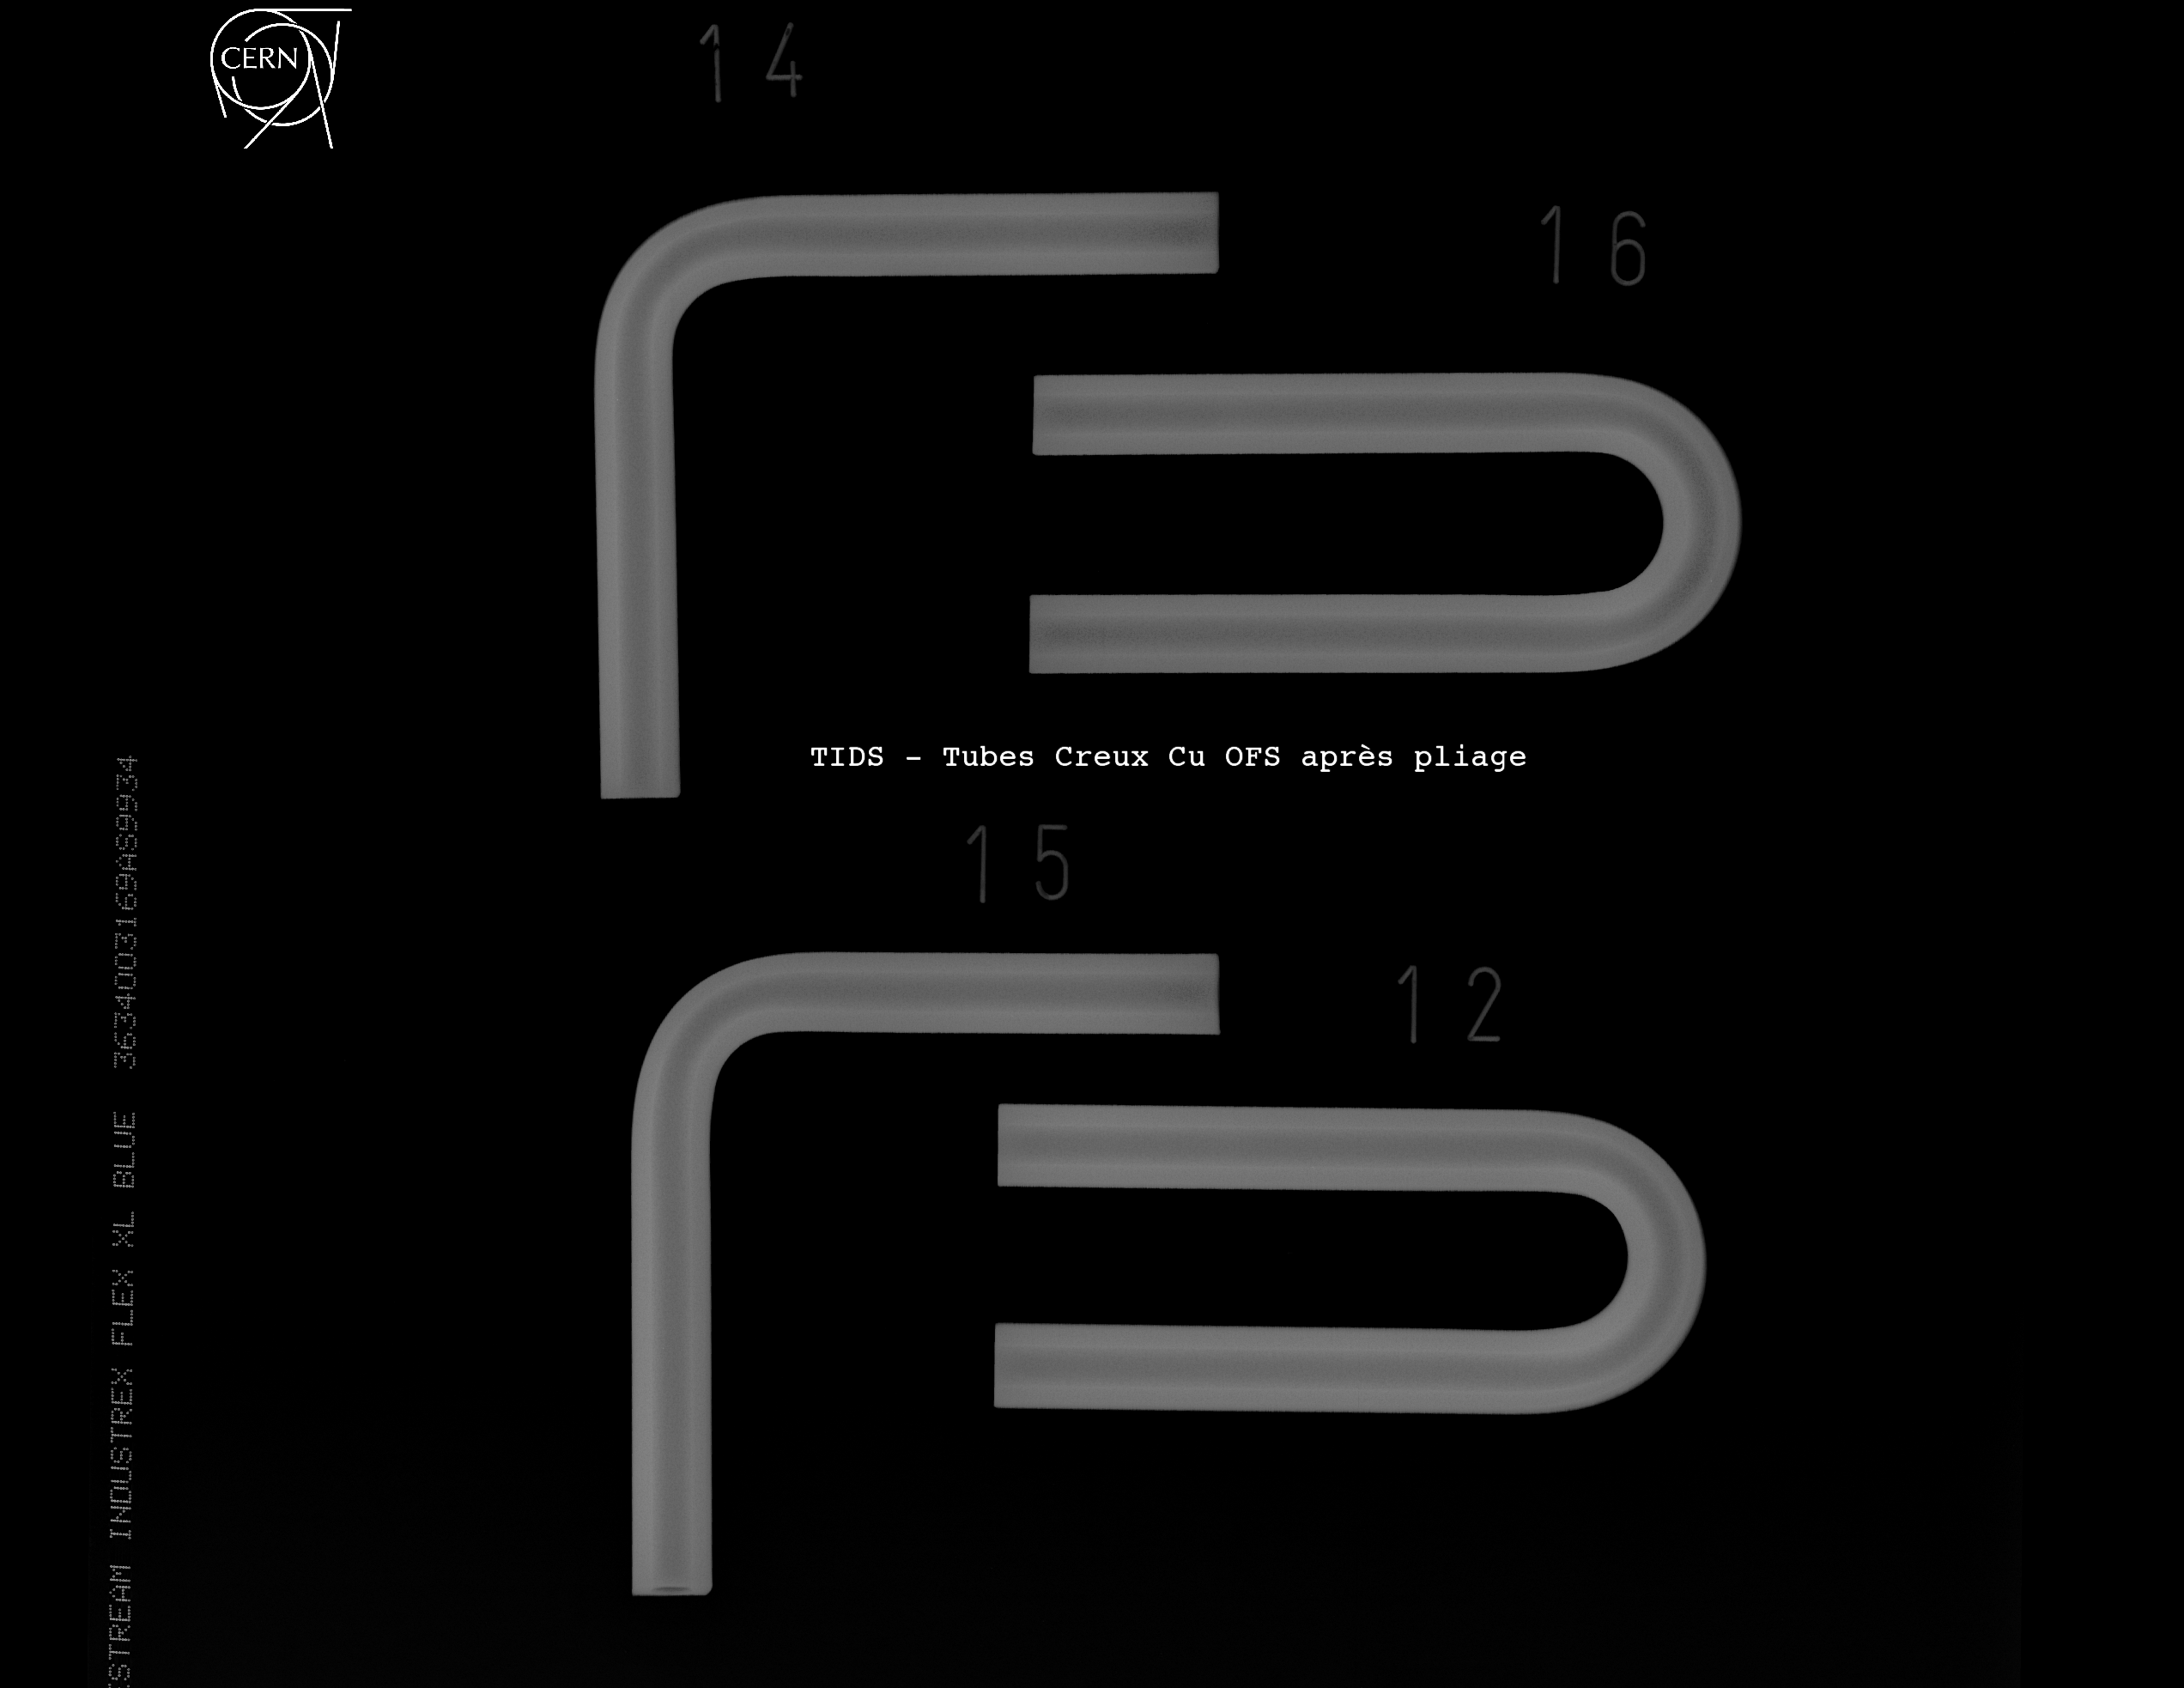 CERN
14
16
TIDS - Tubes Creux Cu OFS après pliage
15
12
STREAM INDUSTREX FLEX XL BLUE 3634003169AS9934